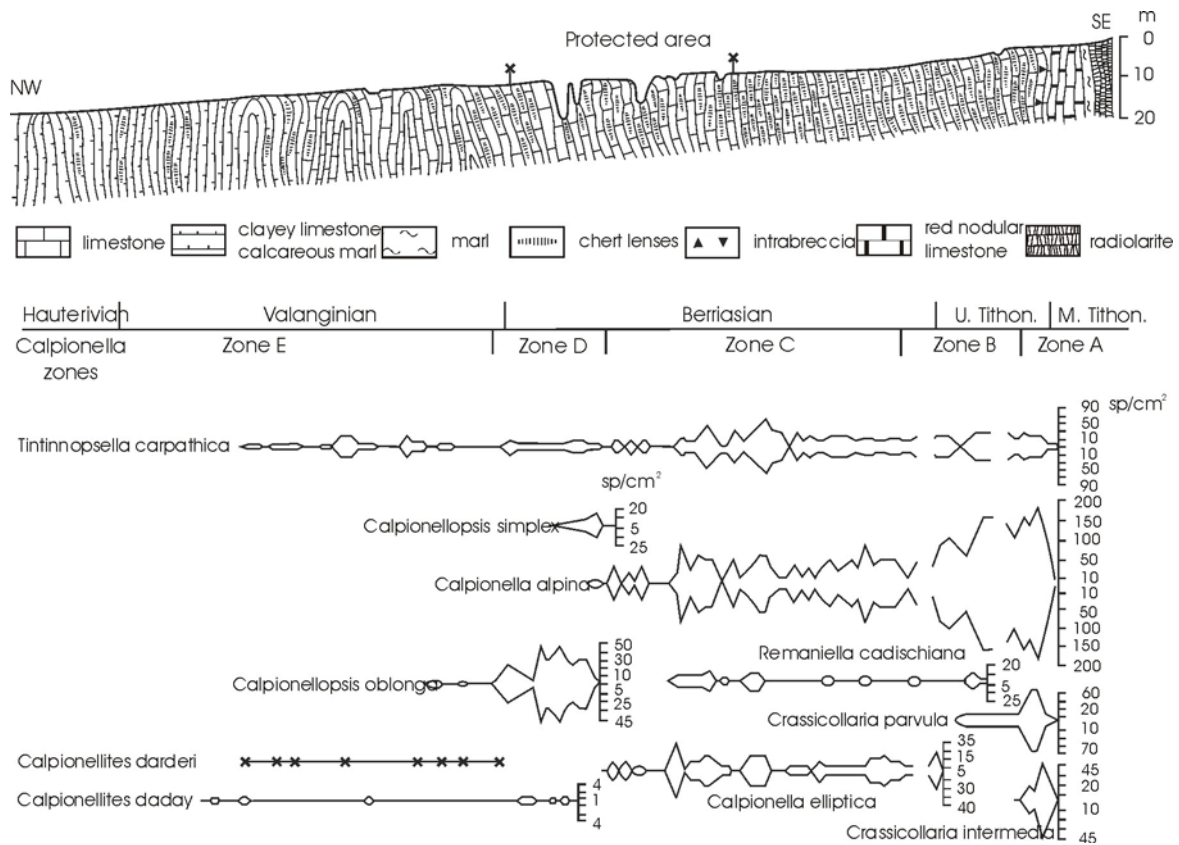 SE
m
0
10
20
Protected area
NW
limestone
clayey limestone
calcareous marl
marl
chert lenses
intrabreccia
red nodular
limestone
radiolarite
Hauterivian
Valanginian
Berriasian
U. Tithon.
M. Tithon.
Calpionella
zones
Zone E
Zone D
Zone C
Zone B
Zone A
sp/cm²
90
50
10
10
50
90
Tintinnopsella carpathica
sp/cm²
20
5
25
Calpionellopsis simplex
200
150
100
50
10
10
50
100
150
200
Calpionella alpina
Remaniella cadischiana
20
5
25
50
30
10
5
25
45
Calpionellopsis oblonga
60
20
10
70
Crassicollaria parvula
Calpionellites darderi
35
15
5
30
40
Calpionella elliptica
Calpionellites daday
4
1
4
45
20
10
45
Crassicollaria intermedia